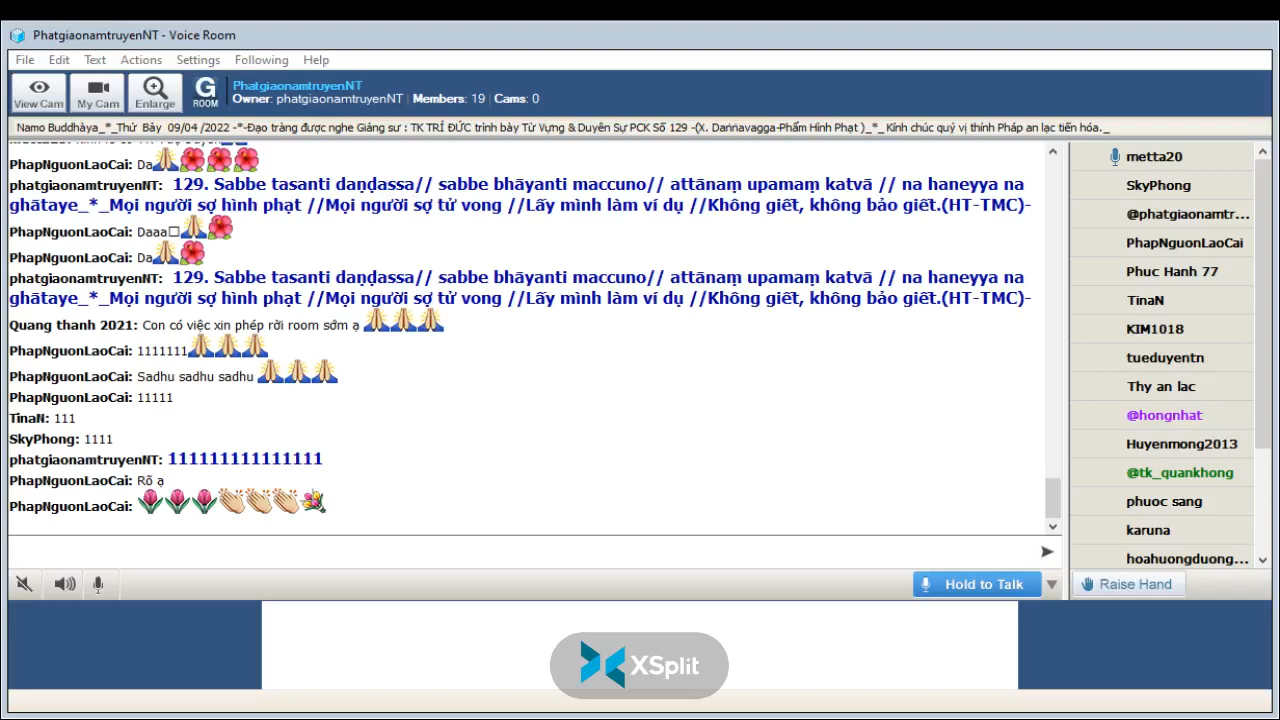 PhatgiaonamtruyenNT - Voice Room
File Edit Text Actions Settings Following Help
View Cam My Cam Enlarge G ROOM
PhatgiaonamtruyenNT
Owner: phatgiaonamtruyenNT | Members: 19 | Cams: 0
Namo Buddhàya_*_Thứ Bảy 09/04 /2022 -*-Đạo tràng được nghe Giảng sư : TK TRÍ ĐỨC trình bày Từ Vựng & Duyên Sự PCK Số 129 -(X. Daṇṇavagga-Phẩm Hình Phạt )_*_ Kính chúc quý vị thính Pháp an lạc tiến hóa._
PhapNguonLaoCai: Da
phatgiaonamtruyenNT: 129. Sabbe tasanti daṇḍassa// sabbe bhāyanti maccuno// attānaṃ upamaṃ katvā // na haneyya na
ghātaye_*_Mọi người sợ hình phạt //Mọi người sợ tử vong //Lấy mình làm ví dụ //Không giết, không bảo giết.(HT-TMC)-
PhapNguonLaoCai: Daaa
PhapNguonLaoCai: Da
phatgiaonamtruyenNT: 129. Sabbe tasanti daṇḍassa// sabbe bhāyanti maccuno// attānaṃ upamaṃ katvā // na haneyya na
ghātaye_*_Mọi người sợ hình phạt //Mọi người sợ tử vong //Lấy mình làm ví dụ //Không giết, không bảo giết.(HT-TMC)-
Quang thanh 2021: Con có việc xin phép rời room sớm ạ
PhapNguonLaoCai: 1111111
PhapNguonLaoCai: Sadhu sadhu sadhu
PhapNguonLaoCai: 11111
TinaN: 111
SkyPhong: 1111
phatgiaonamtruyenNT: 111111111111111
PhapNguonLaoCai: Rõ ạ
PhapNguonLaoCai:
metta20
SkyPhong
@phatgiaonamtr...
PhapNguonLaoCai
Phuc Hanh 77
TinaN
KIM1018
tueduyentn
Thy an lac
@hongnhat
Huyenmong2013
@tk_quankhong
phuoc sang
karuna
hoahuongduong...
Hold to Talk
Raise Hand
XSplit